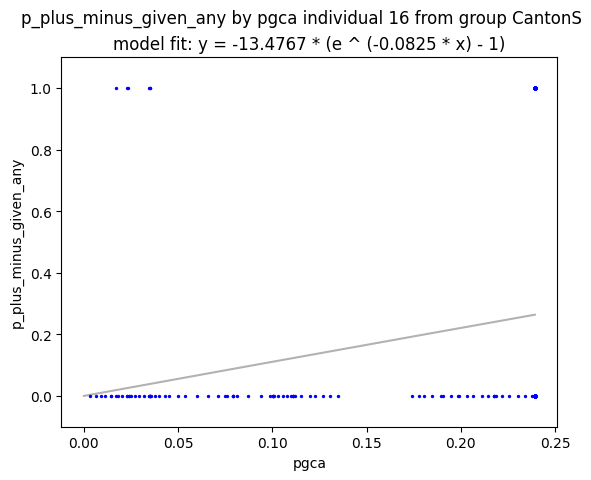 p_plus_minus_given_any by pgca individual 16 from group CantonS
model fit: y = -13.4767 * (e ^ (-0.0825 * x) - 1)
p_plus_minus_given_any
1.0
0.8
0.6
0.4
0.2
0.0
0.00 0.05 0.10 0.15 0.20 0.25
pgca